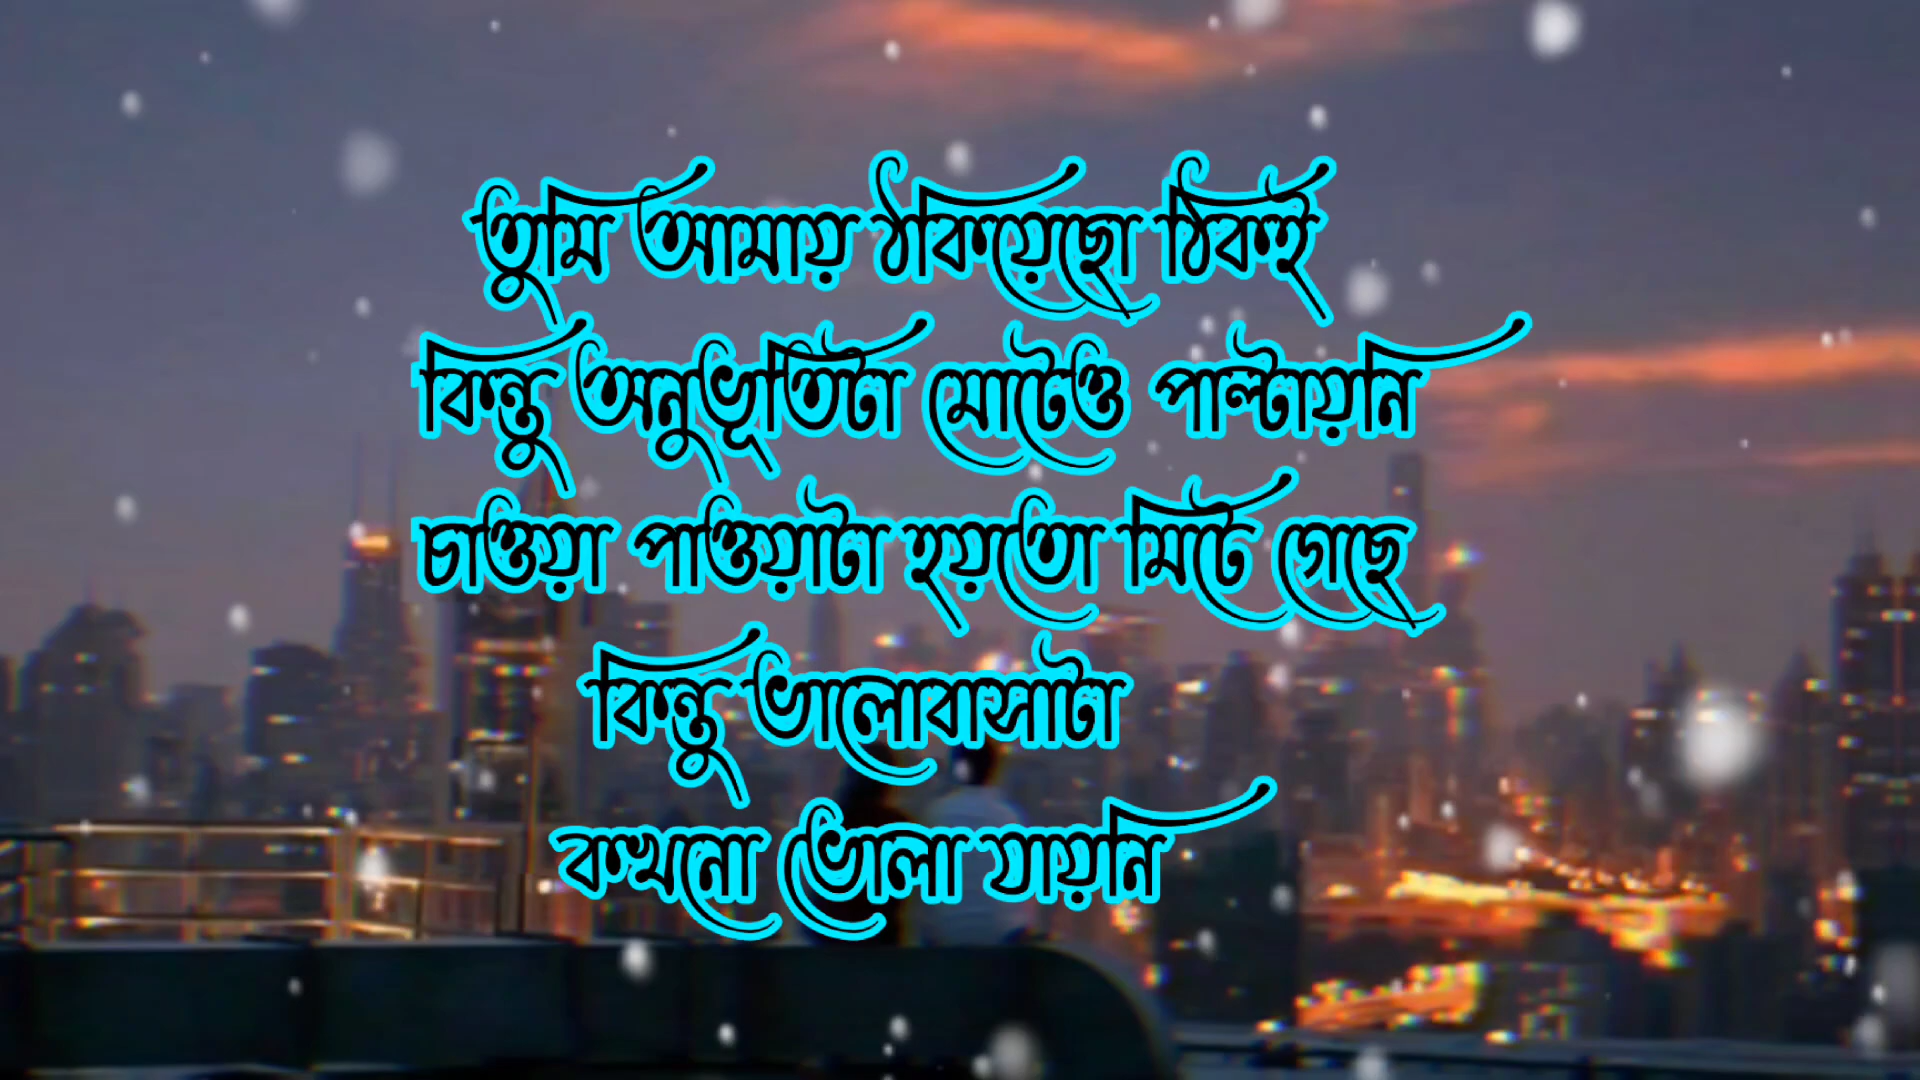 তুমি আমায় ঠকিয়েছো ঠিকই
কিন্তু অনুভূতিটা মোটেও পাল্টায়নি
চাওয়া পাওয়াটা হয়তো মিটে গেছে
কিন্তু ভালোবাসাটা
কখনো ভোলা যায়নি